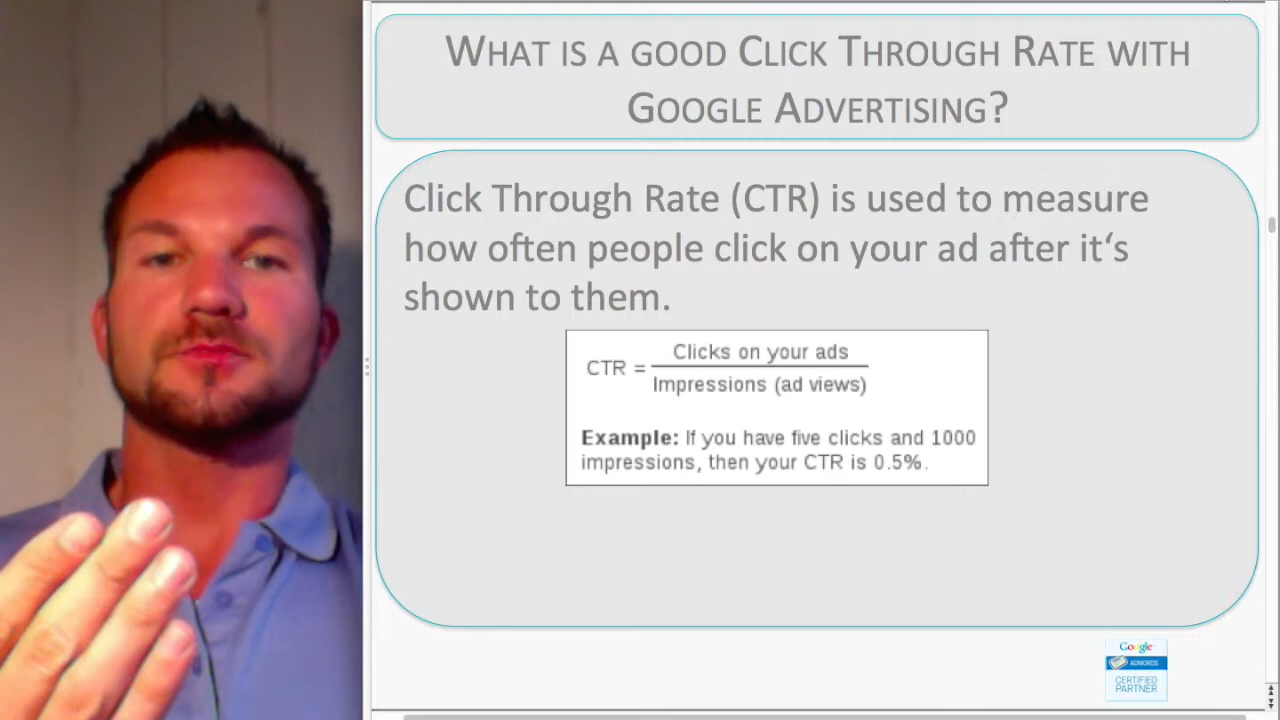 WHAT IS A GOOD CLICK THROUGH RATE WITH
GOOGLE ADVERTISING?
Click Through Rate (CTR) is used to measure
how often people click on your ad after it‘s
shown to them.
CTR = Clicks on your ads
Impressions (ad views)
Example: If you have five clicks and 1000
impressions, then your CTR is 0.5%.
Google
ADWORDS
CERTIFIED
PARTNER